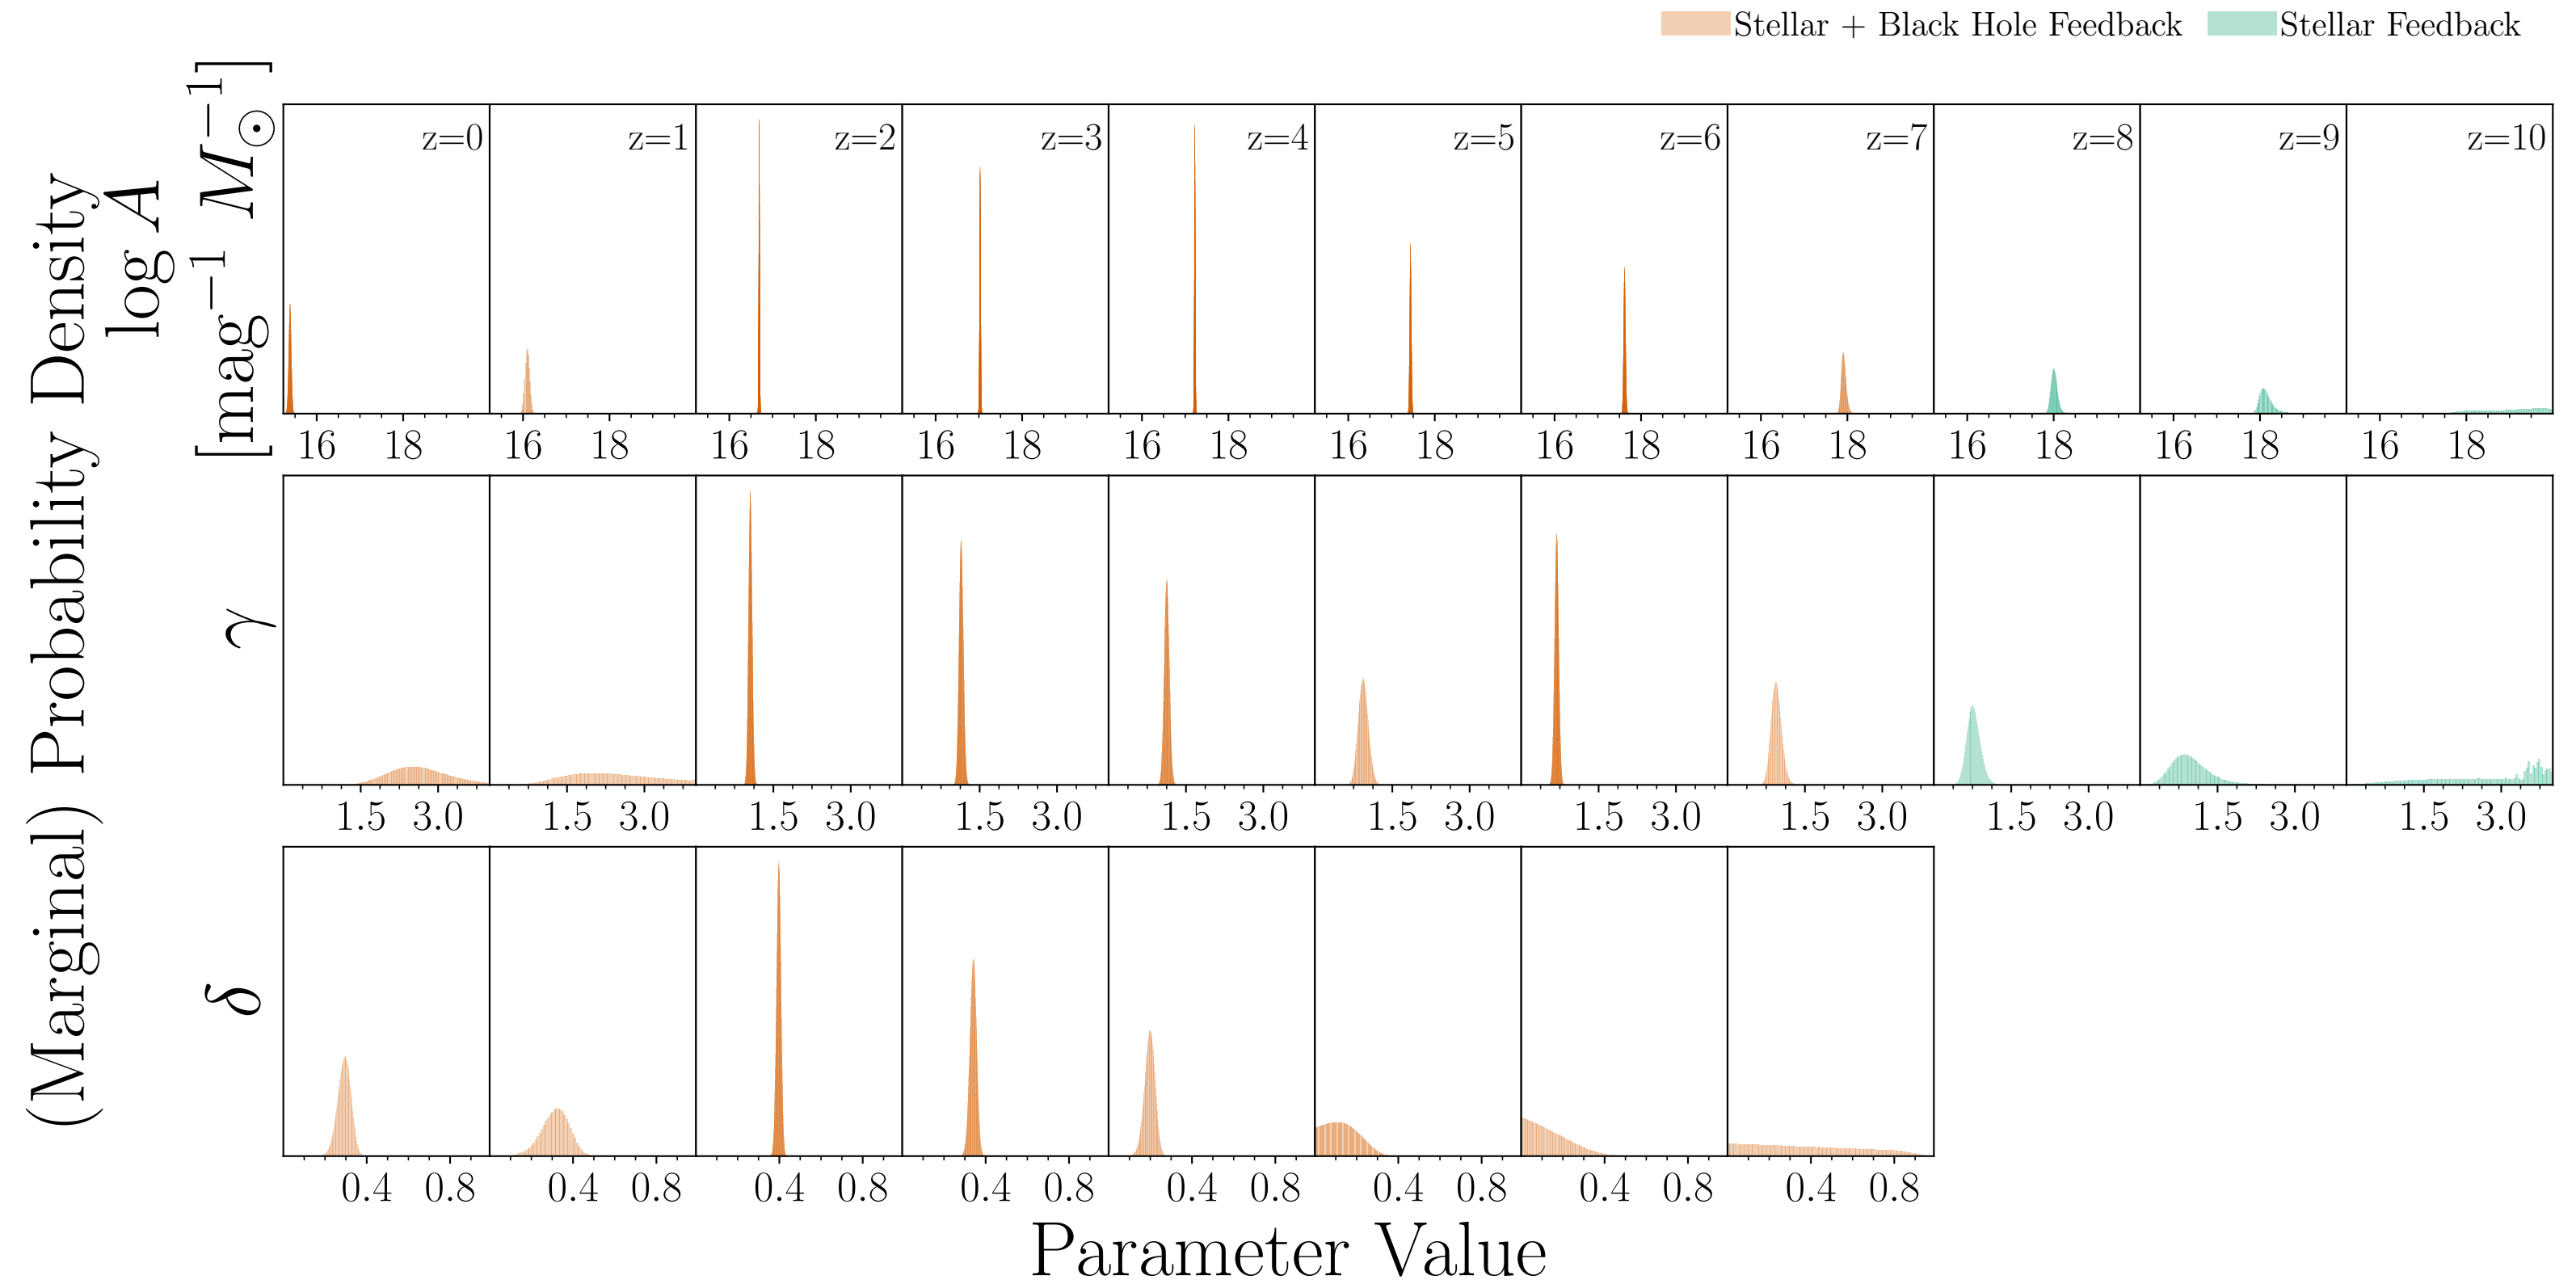 Stellar + Black Hole Feedback Stellar Feedback
(Marginal) Probability Density
log A
[mag⁻¹ M⊙⁻¹]
z=0 z=1 z=2 z=3 z=4 z=5 z=6 z=7 z=8 z=9 z=10
16 18 16 18 16 18 16 18 16 18 16 18 16 18 16 18 16 18 16 18 16 18
γ
1.5 3.0 1.5 3.0 1.5 3.0 1.5 3.0 1.5 3.0 1.5 3.0 1.5 3.0 1.5 3.0 1.5 3.0 1.5 3.0 1.5 3.0
δ
0.4 0.8 0.4 0.8 0.4 0.8 0.4 0.8 0.4 0.8 0.4 0.8 0.4 0.8 0.4 0.8
Parameter Value